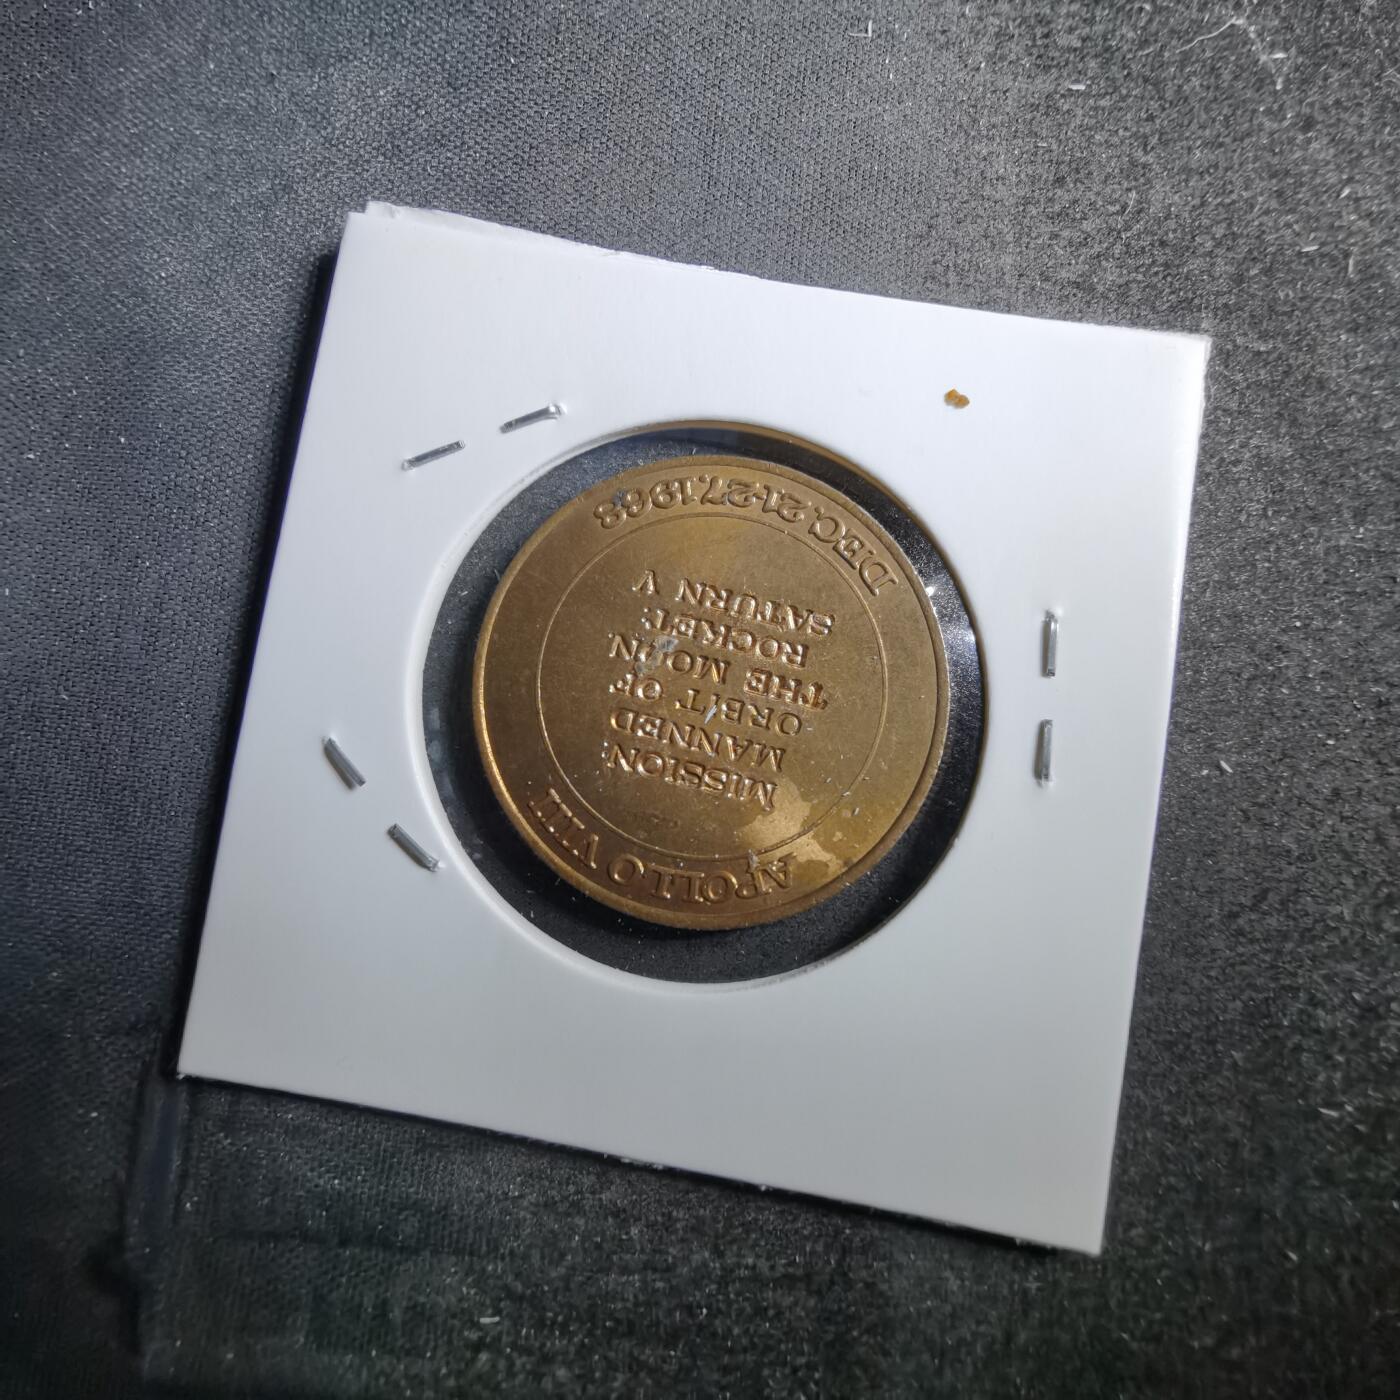 APOLLO VIII
MISSION:
MANNED
ORBIT OF
THE MOON
ROCKET:
SATURN V
DEC. 21-27, 1968